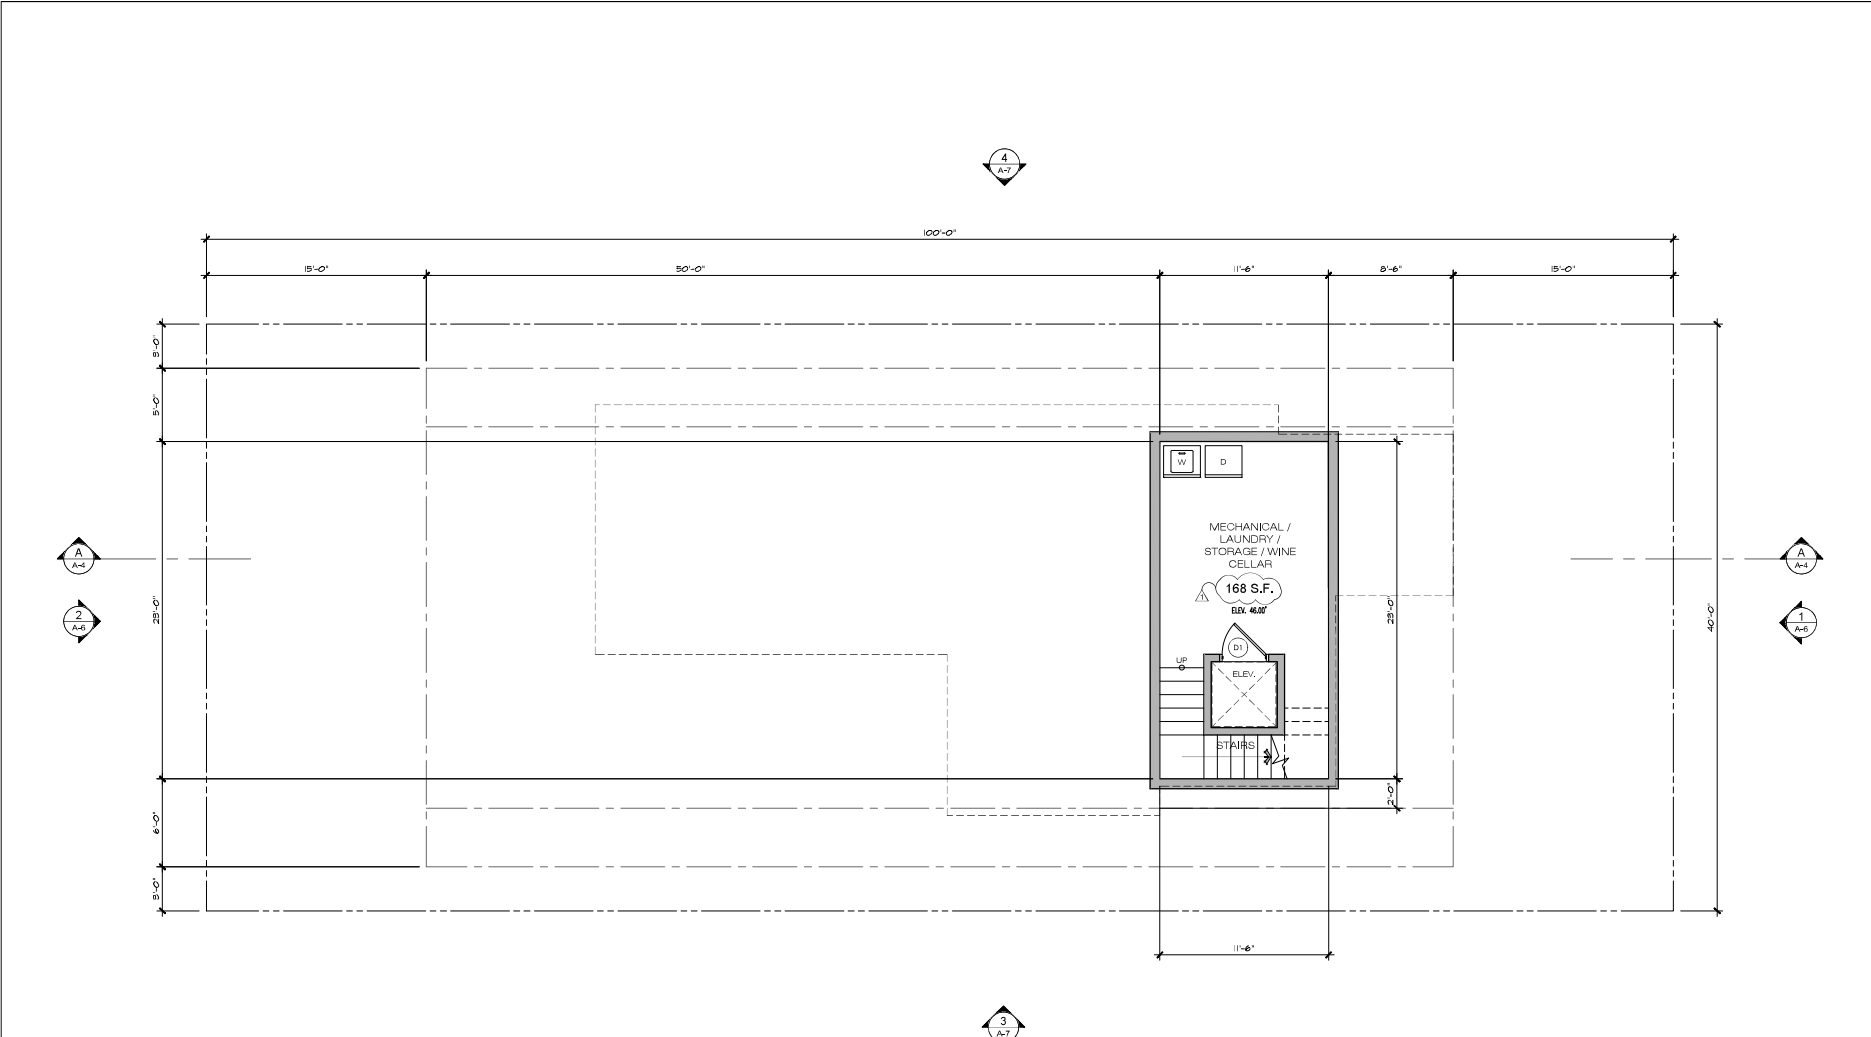 4
A-7
100'-0"
15'-0"
50'-0"
11'-6"
8'-6"
15'-0"
3'-0"
5'-0"
W
D
MECHANICAL /
LAUNDRY /
STORAGE / WINE
CELLAR
168 S.F.
1
ELEV. 46.00'
A
A-4
A
A-4
2
A-6
23'-0"
23'-0"
40'-0"
1
A-6
D1
UP
ELEV.
STAIRS
2'-0"
6'-0"
3'-0"
11'-6"
3
A-7